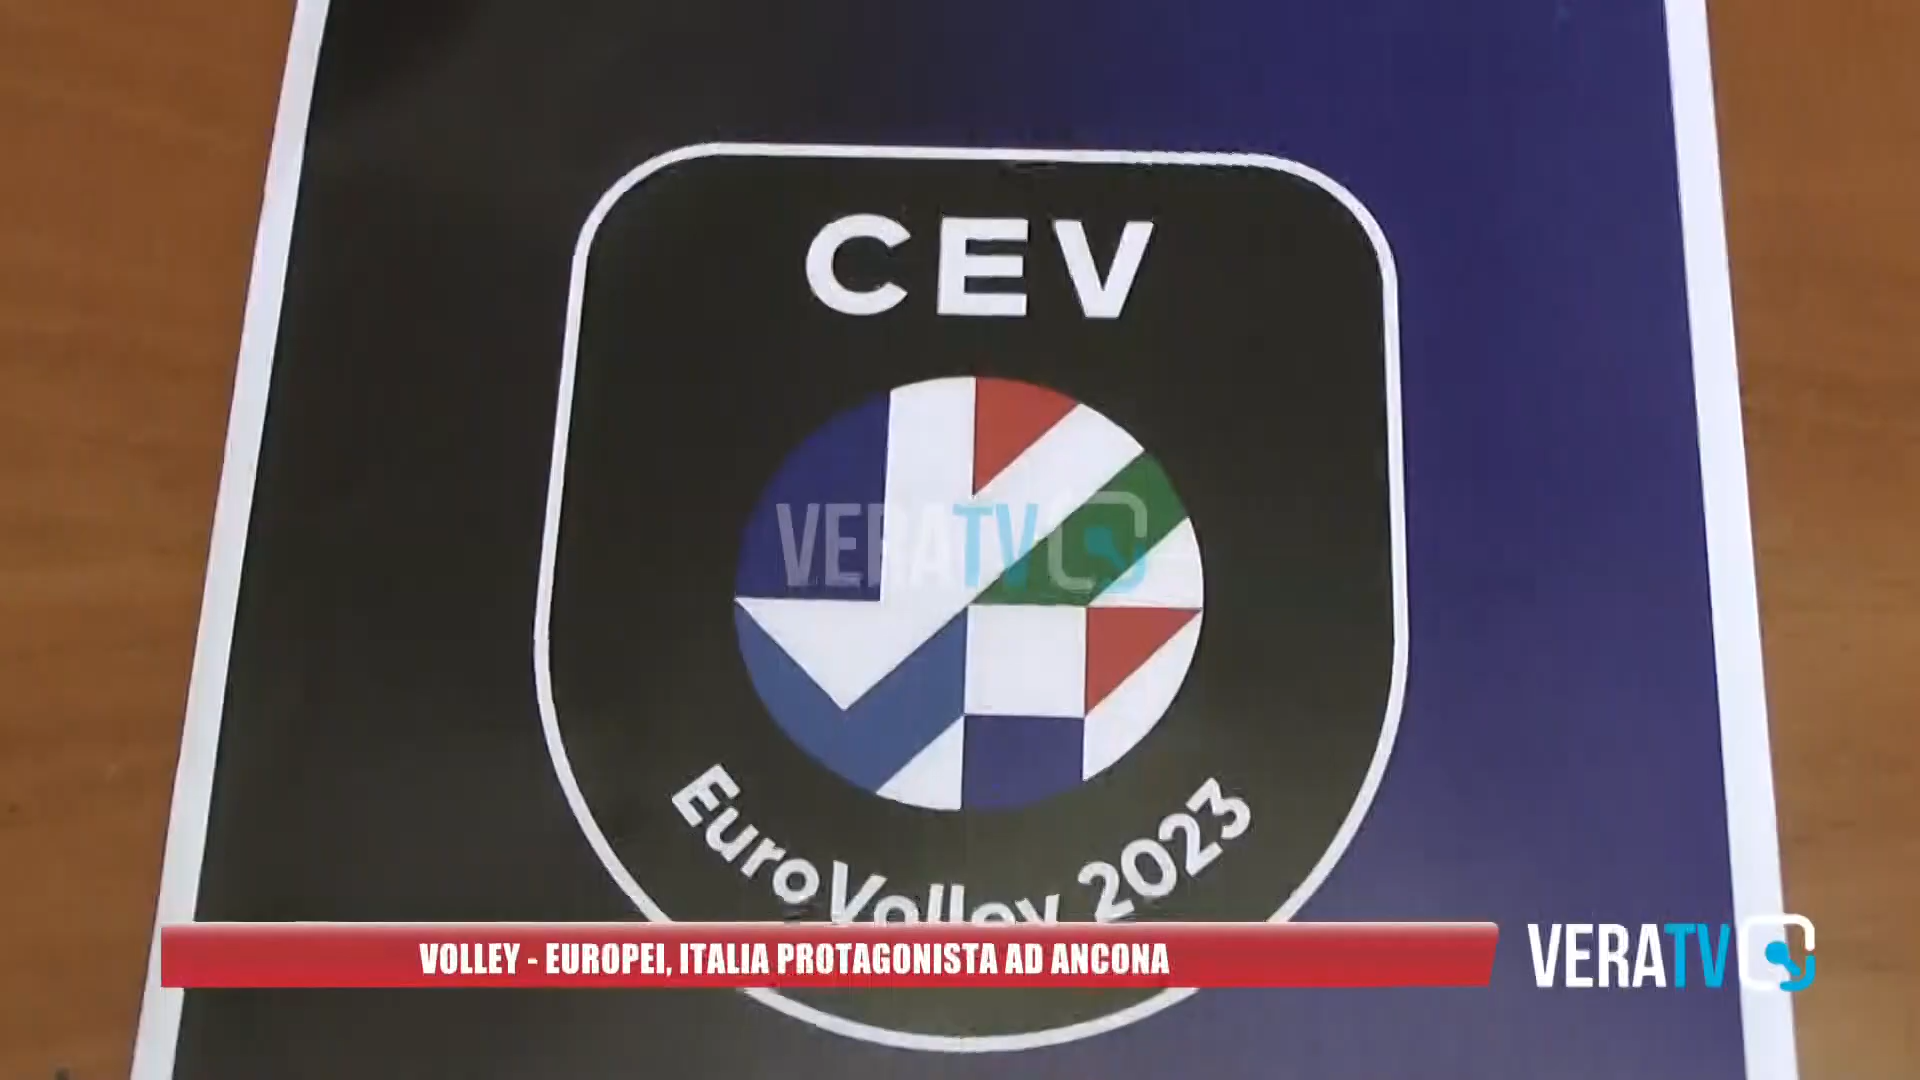 CEV
VERATV
EuroVolley 2023
VOLLEY - EUROPEI, ITALIA PROTAGONISTA AD ANCONA
VERATV